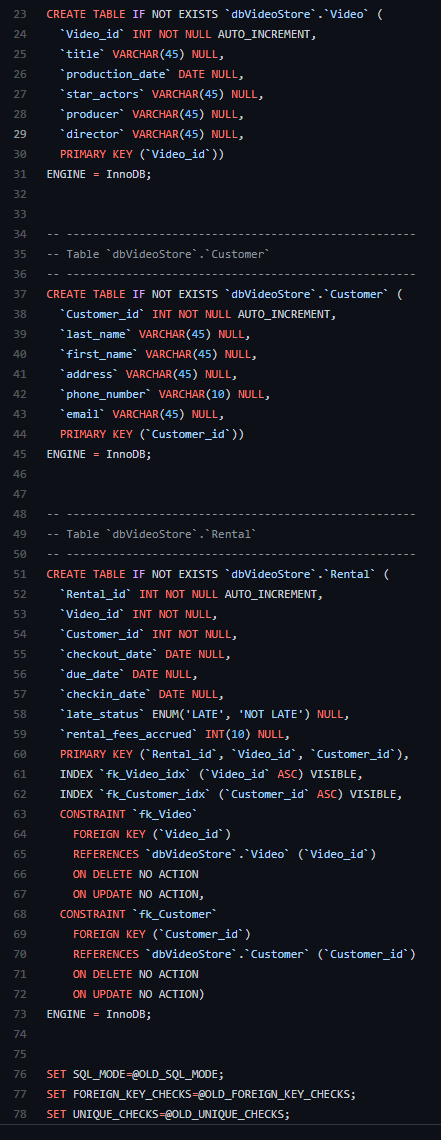 23 CREATE TABLE IF NOT EXISTS `dbVideoStore`.`Video` (
24   `Video_id` INT NOT NULL AUTO_INCREMENT,
25   `title` VARCHAR(45) NULL,
26   `production_date` DATE NULL,
27   `star_actors` VARCHAR(45) NULL,
28   `producer` VARCHAR(45) NULL,
29   `director` VARCHAR(45) NULL,
30   PRIMARY KEY (`Video_id`))
31 ENGINE = InnoDB;
32
33
34 -- -----------------------------------------------------
35 -- Table `dbVideoStore`.`Customer`
36 -- -----------------------------------------------------
37 CREATE TABLE IF NOT EXISTS `dbVideoStore`.`Customer` (
38   `Customer_id` INT NOT NULL AUTO_INCREMENT,
39   `last_name` VARCHAR(45) NULL,
40   `first_name` VARCHAR(45) NULL,
41   `address` VARCHAR(45) NULL,
42   `phone_number` VARCHAR(10) NULL,
43   `email` VARCHAR(45) NULL,
44   PRIMARY KEY (`Customer_id`))
45 ENGINE = InnoDB;
46
47
48 -- -----------------------------------------------------
49 -- Table `dbVideoStore`.`Rental`
50 -- -----------------------------------------------------
51 CREATE TABLE IF NOT EXISTS `dbVideoStore`.`Rental` (
52   `Rental_id` INT NOT NULL AUTO_INCREMENT,
53   `Video_id` INT NOT NULL,
54   `Customer_id` INT NOT NULL,
55   `checkout_date` DATE NULL,
56   `due_date` DATE NULL,
57   `checkin_date` DATE NULL,
58   `late_status` ENUM('LATE', 'NOT LATE') NULL,
59   `rental_fees_accrued` INT(10) NULL,
60   PRIMARY KEY (`Rental_id`, `Video_id`, `Customer_id`),
61   INDEX `fk_Video_idx` (`Video_id` ASC) VISIBLE,
62   INDEX `fk_Customer_idx` (`Customer_id` ASC) VISIBLE,
63   CONSTRAINT `fk_Video`
64     FOREIGN KEY (`Video_id`)
65     REFERENCES `dbVideoStore`.`Video` (`Video_id`)
66     ON DELETE NO ACTION
67     ON UPDATE NO ACTION,
68   CONSTRAINT `fk_Customer`
69     FOREIGN KEY (`Customer_id`)
70     REFERENCES `dbVideoStore`.`Customer` (`Customer_id`)
71     ON DELETE NO ACTION
72     ON UPDATE NO ACTION)
73 ENGINE = InnoDB;
74
75
76 SET SQL_MODE=@OLD_SQL_MODE;
77 SET FOREIGN_KEY_CHECKS=@OLD_FOREIGN_KEY_CHECKS;
78 SET UNIQUE_CHECKS=@OLD_UNIQUE_CHECKS;